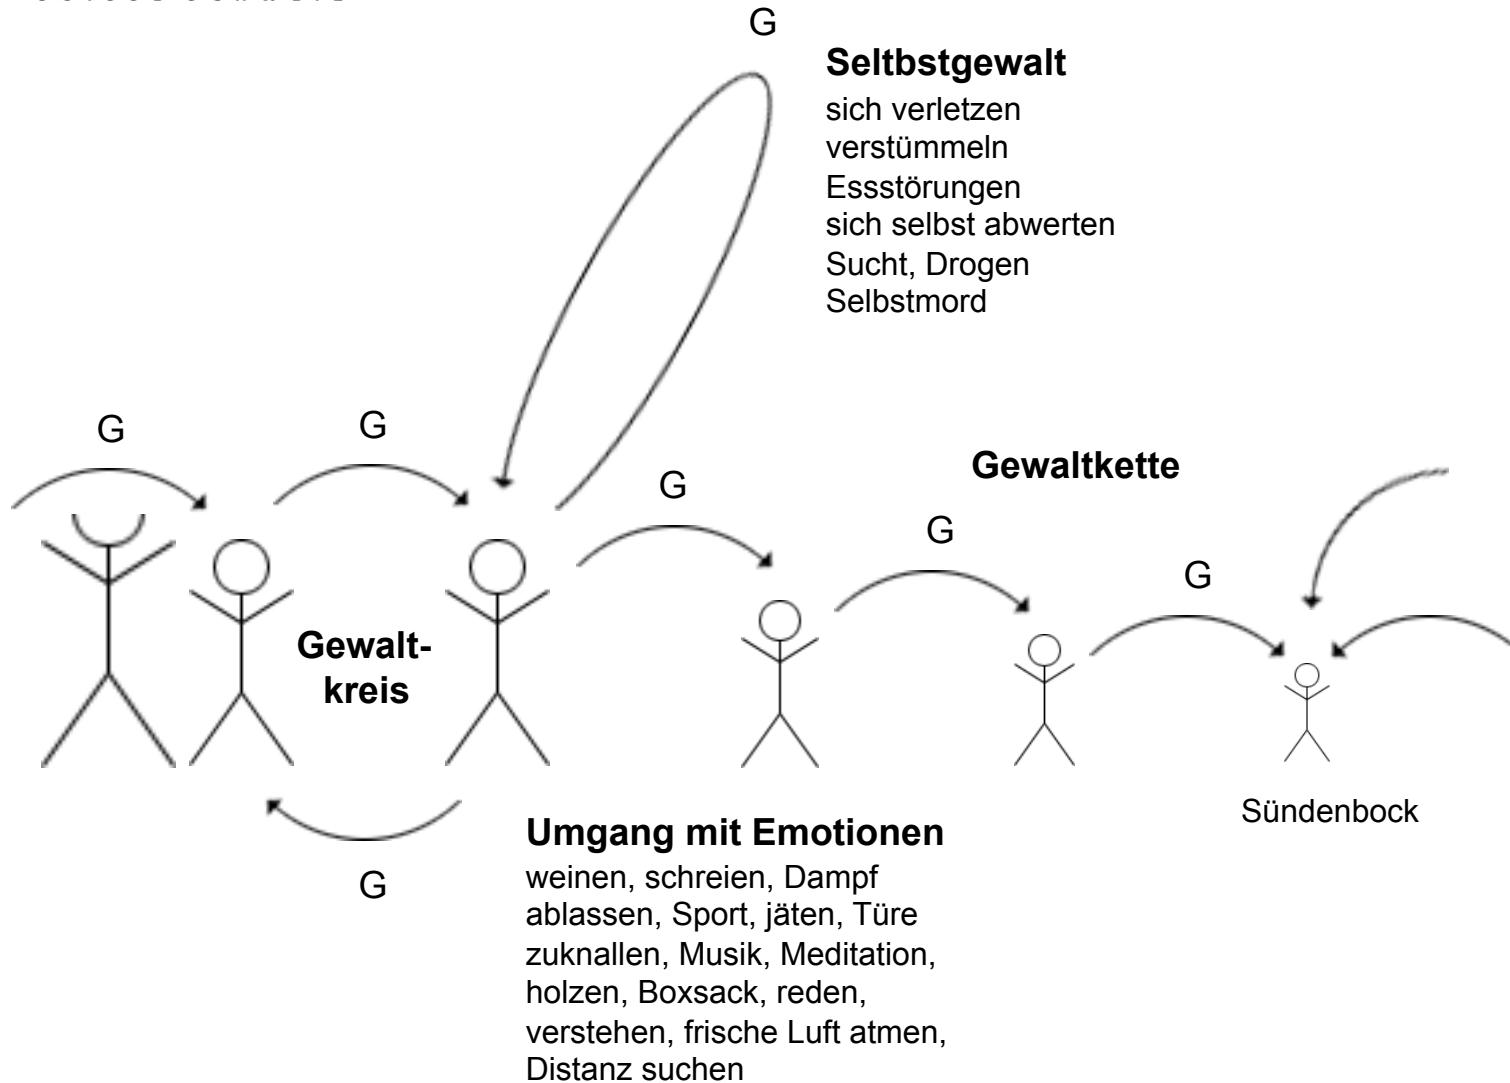 G
Seltbstgewalt
sich verletzen
verstümmeln
Essstörungen
sich selbst abwerten
Sucht, Drogen
Selbstmord
G
G
G
Gewaltkette
G
G
Gewalt-
kreis
Sündenbock
G
Umgang mit Emotionen
weinen, schreien, Dampf
ablassen, Sport, jäten, Türe
zuknallen, Musik, Meditation,
holzen, Boxsack, reden,
verstehen, frische Luft atmen,
Distanz suchen